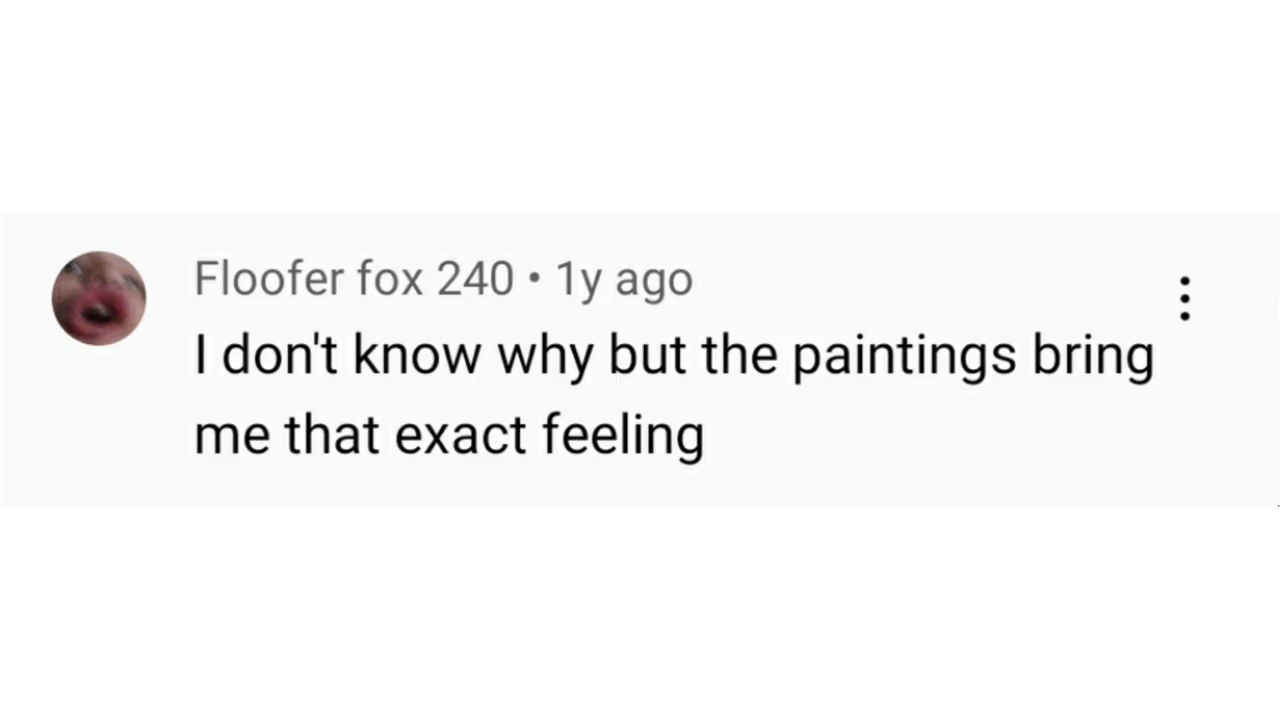 Floofer fox 240 • 1y ago
I don't know why but the paintings bring
me that exact feeling